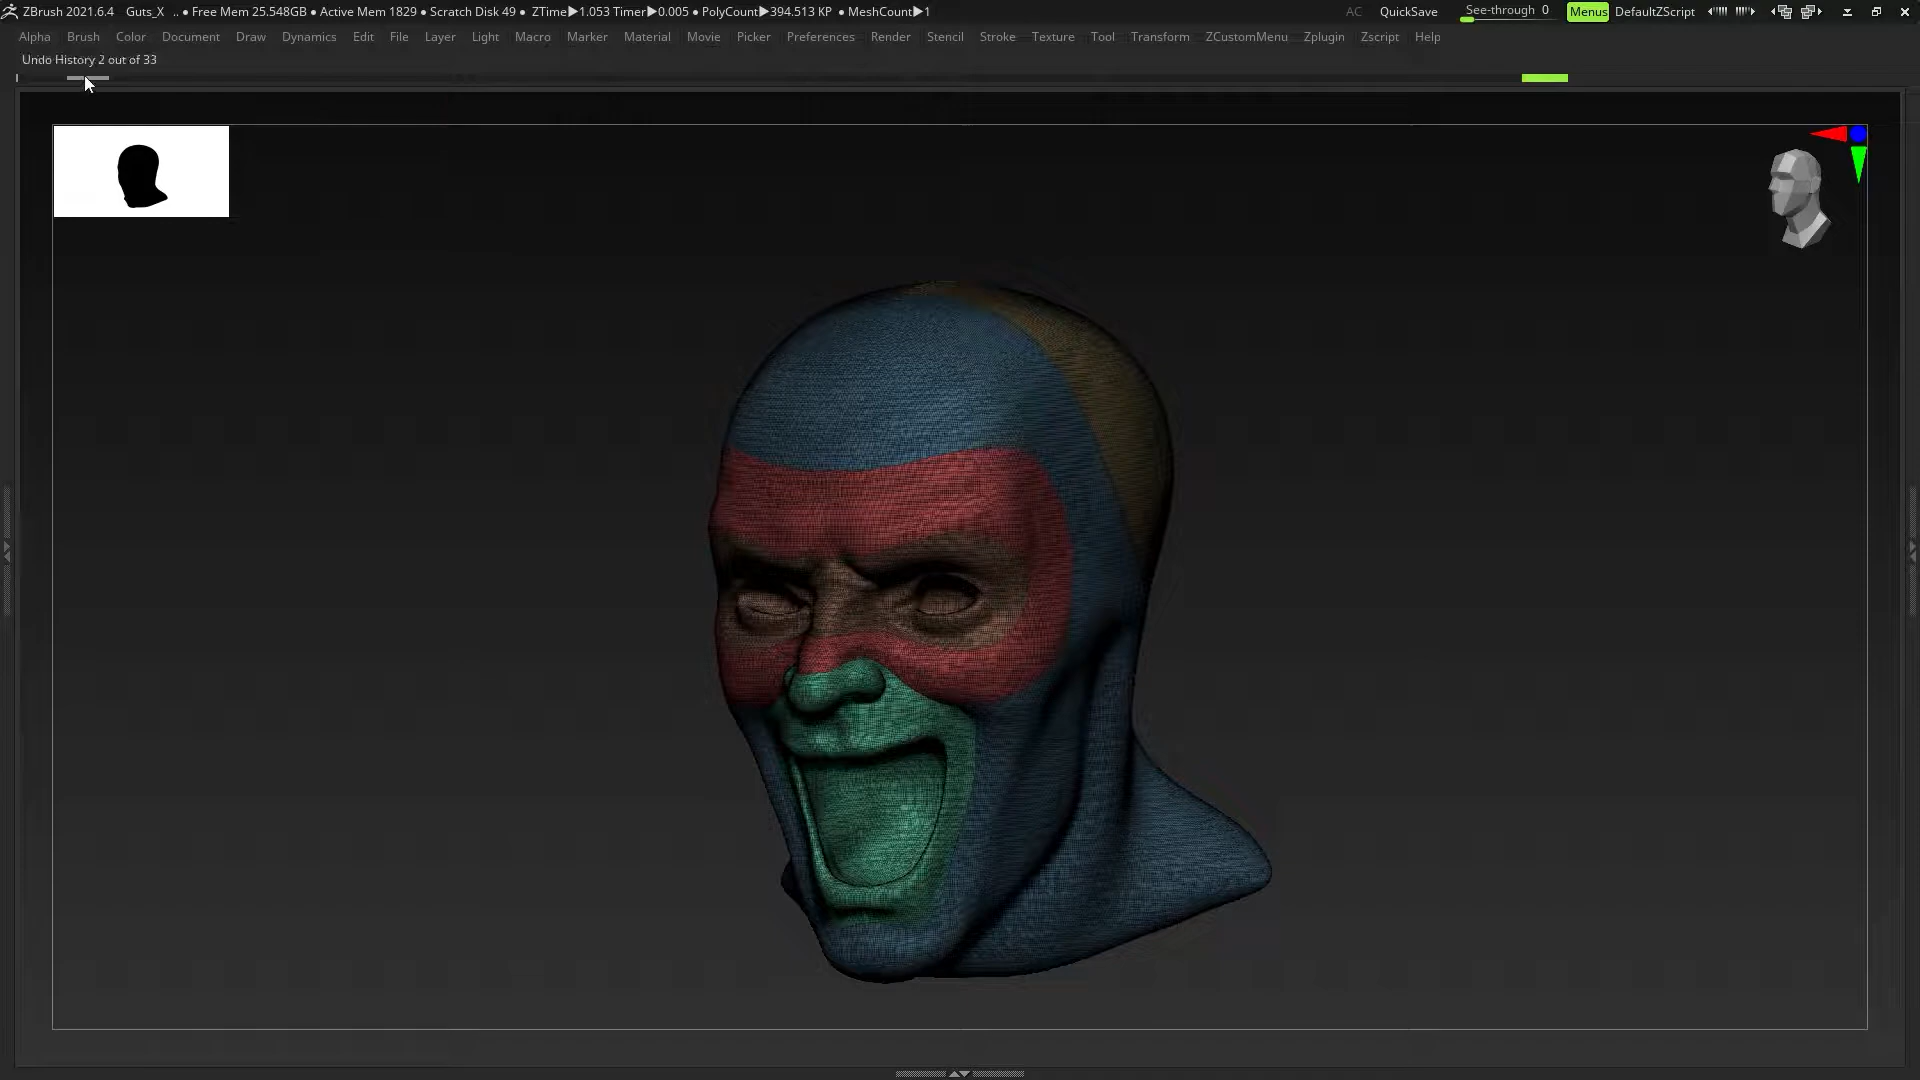 ZBrush 2021.6.4 Guts_X .. ● Free Mem 25.548GB ● Active Mem 1829 ● Scratch Disk 49 ● ZTime▶1.053 Timer▶0.005 ● PolyCount▶394.513 KP ● MeshCount▶1 AC QuickSave See-through 0 Menus DefaultZScript
Alpha Brush Color Document Draw Dynamics Edit File Layer Light Macro Marker Material Movie Picker Preferences Render Stencil Stroke Texture Tool Transform ZCustomMenu Zplugin Zscript Help
Undo History 2 out of 33